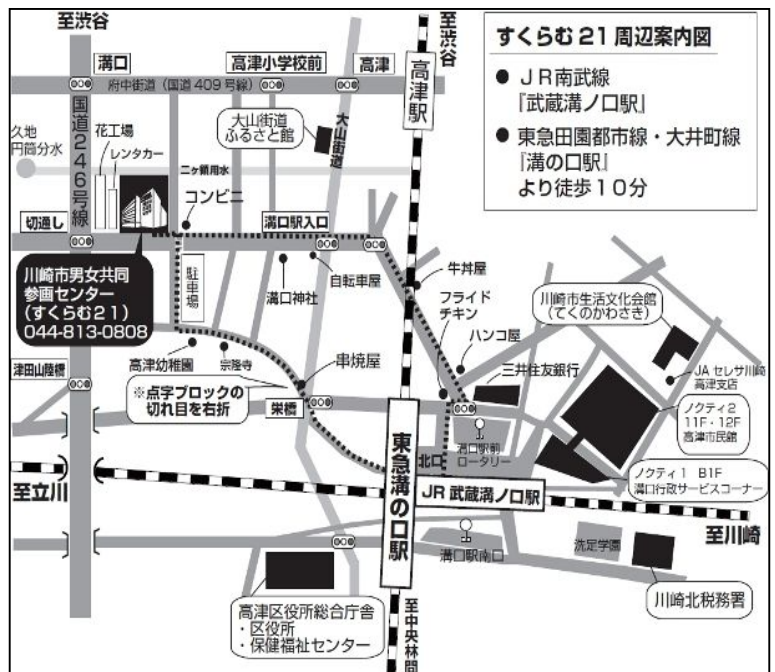 至渋谷
至渋谷
すくらむ21周辺案内図
● JR南武線
『武蔵溝ノ口駅』
● 東急田園都市線・大井町線
『溝の口駅』
より徒歩10分
溝口
高津小学校前
高津
府中街道(国道409号線)
高津駅
国道246号線
久地
円筒分水
花工場
レンタカー
大山街道
ふるさと館
大山街道
二ヶ領用水
コンビニ
切通し
溝口駅入口
川崎市男女共同
参画センター
(すくらむ21)
044-813-0808
駐車場
溝口神社
自転車屋
牛丼屋
フライド
チキン
ハンコ屋
川崎市生活文化会館
(てくのかわさき)
三井住友銀行
JA セレサ川崎
高津支店
津田山陸橋
高津幼稚園
宗隆寺
串焼屋
※点字ブロックの
切れ目を右折
栄橋
ノクティ2
11F・12F
高津市民館
溝口駅前
ロータリー
北口
ノクティ1 B1F
溝口行政サービスコーナー
至立川
東急溝の口駅
JR 武蔵溝ノ口駅
至川崎
溝口駅南口
洗足学園
川崎北税務署
高津区役所総合庁舎
・区役所
・保健福祉センター
至中央林間